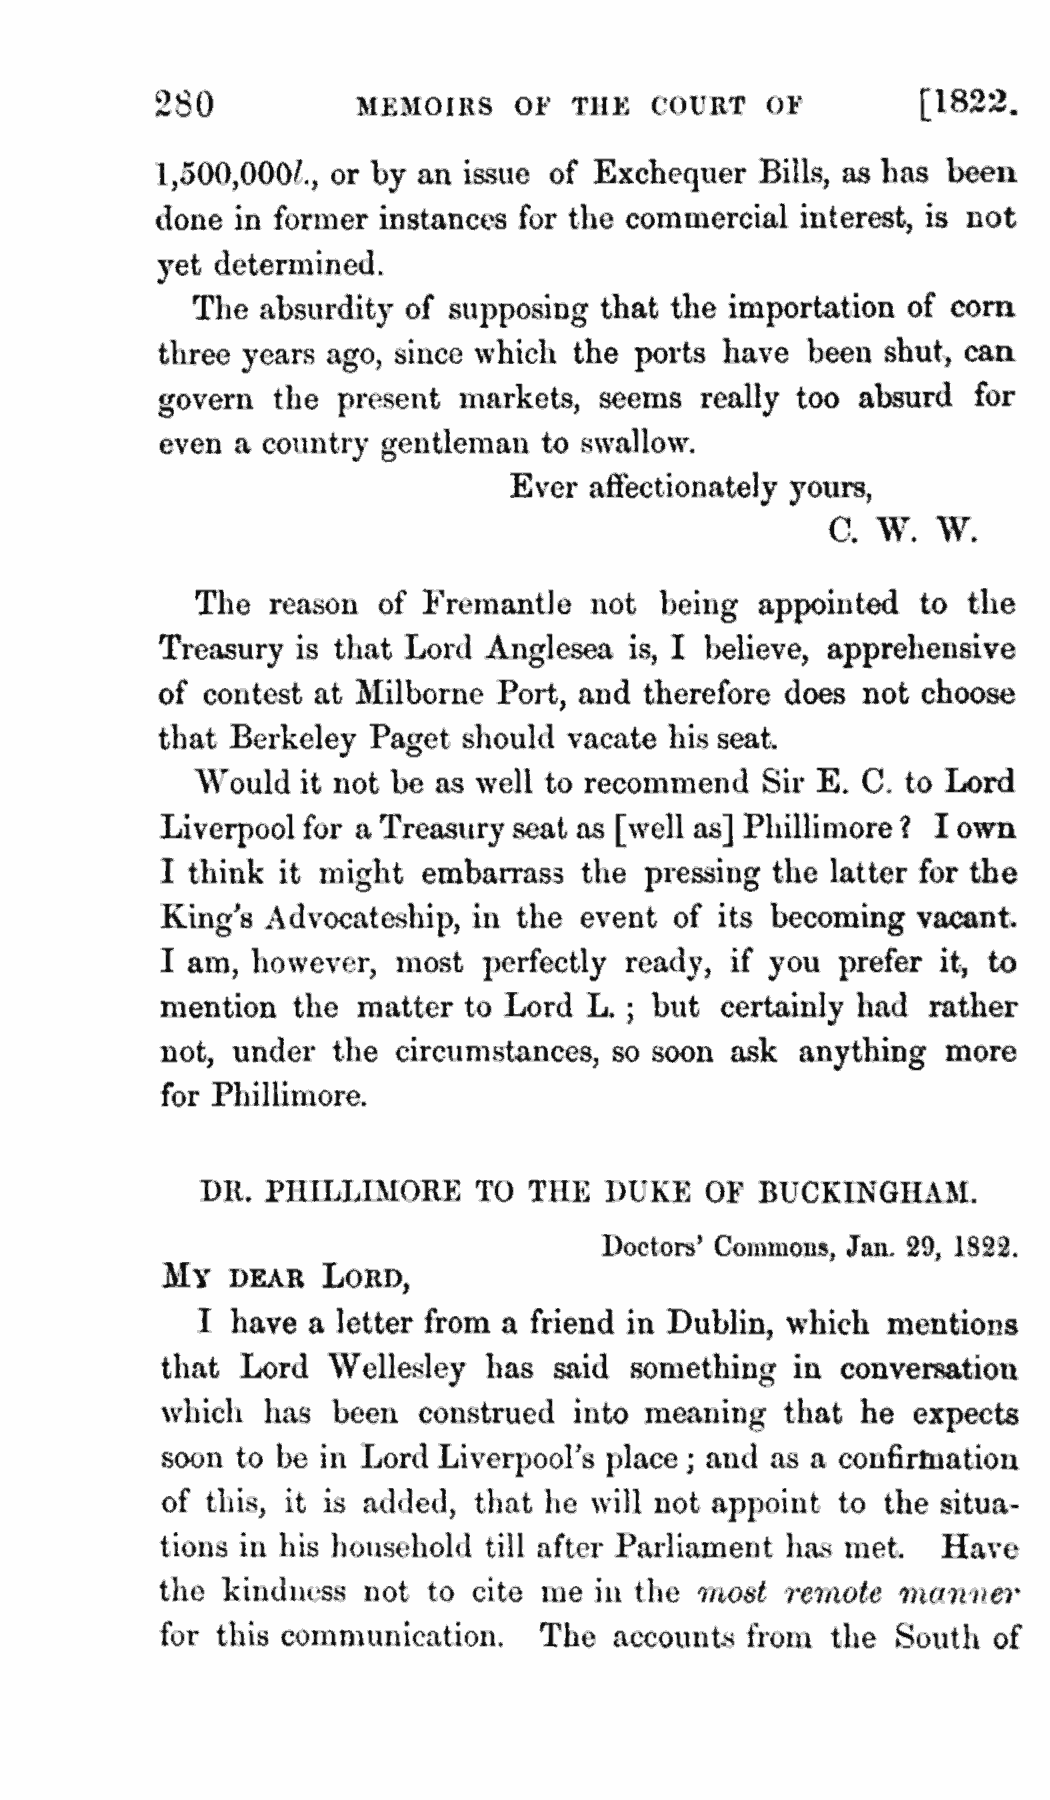 280 MEMOIRS OF THE COURT OF [1822.
1,500,000l., or by an issue of Exchequer Bills, as has been
done in former instances for the commercial interest, is not
yet determined.
The absurdity of supposing that the importation of corn
three years ago, since which the ports have been shut, can
govern the present markets, seems really too absurd for
even a country gentleman to swallow.
Ever affectionately yours,
C. W. W.
The reason of Fremantle not being appointed to the
Treasury is that Lord Anglesea is, I believe, apprehensive
of contest at Milborne Port, and therefore does not choose
that Berkeley Paget should vacate his seat.
Would it not be as well to recommend Sir E. C. to Lord
Liverpool for a Treasury seat as [well as] Phillimore? I own
I think it might embarrass the pressing the latter for the
King's Advocateship, in the event of its becoming vacant.
I am, however, most perfectly ready, if you prefer it, to
mention the matter to Lord L.; but certainly had rather
not, under the circumstances, so soon ask anything more
for Phillimore.
DR. PHILLIMORE TO THE DUKE OF BUCKINGHAM.
Doctors' Commons, Jan. 29, 1822.
MY DEAR LORD,
I have a letter from a friend in Dublin, which mentions
that Lord Wellesley has said something in conversation
which has been construed into meaning that he expects
soon to be in Lord Liverpool's place; and as a confirmation
of this, it is added, that he will not appoint to the situa-
tions in his household till after Parliament has met. Have
the kindness not to cite me in the most remote manner
for this communication. The accounts from the South of